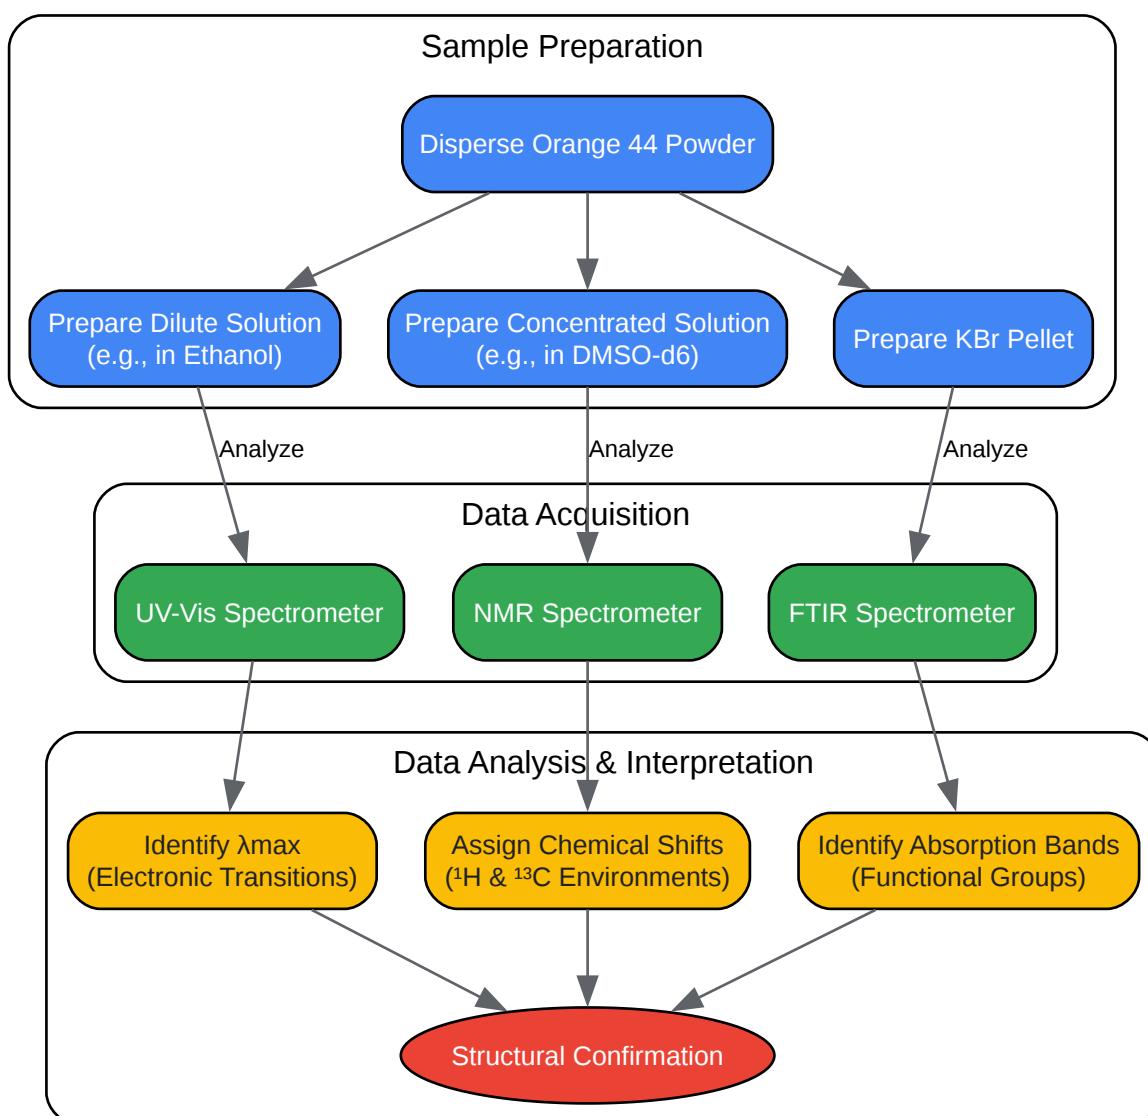 Sample Preparation
Disperse Orange 44 Powder
Prepare Dilute Solution
(e.g., in Ethanol)
Prepare Concentrated Solution
(e.g., in DMSO-d6)
Prepare KBr Pellet
Analyze
Analyze
Analyze
Data Acquisition
UV-Vis Spectrometer
NMR Spectrometer
FTIR Spectrometer
Data Analysis & Interpretation
Identify λmax
(Electronic Transitions)
Assign Chemical Shifts
(¹H & ¹³C Environments)
Identify Absorption Bands
(Functional Groups)
Structural Confirmation